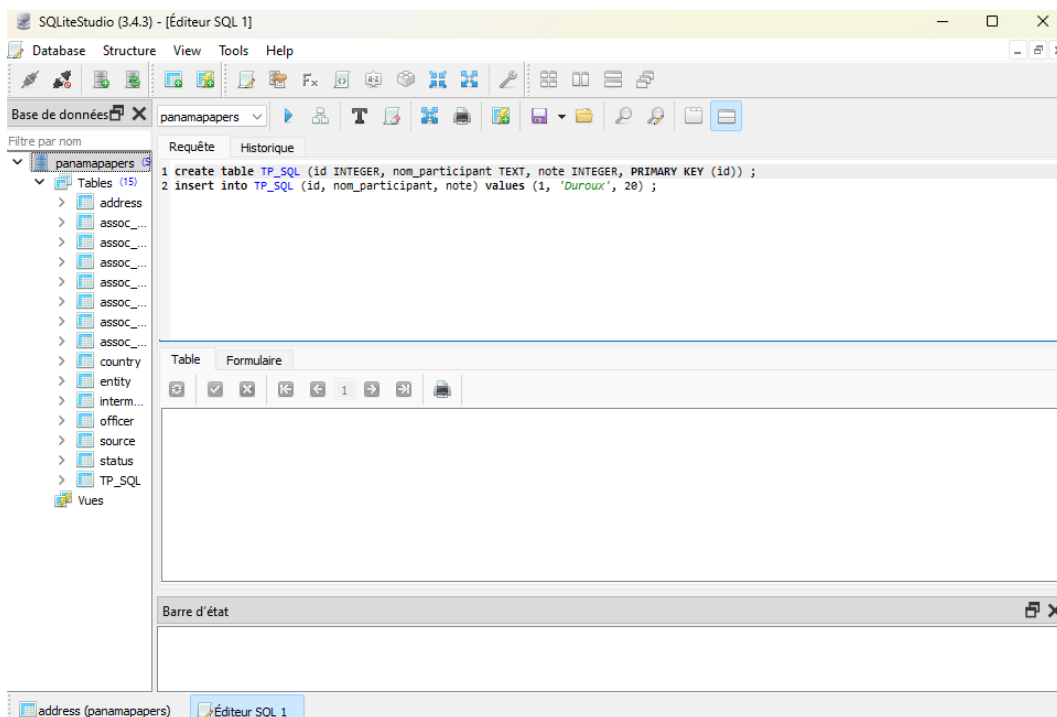 SQLiteStudio (3.4.3) - [Éditeur SQL 1]
Database Structure View Tools Help
Base de données
panamapapers
Filtre par nom
Requête Historique
panamapapers (S
Tables (15)
address
assoc_...
assoc_...
assoc_...
assoc_...
assoc_...
assoc_...
assoc_...
country
entity
interm...
officer
source
status
TP_SQL
Vues
1 create table TP_SQL (id INTEGER, nom_participant TEXT, note INTEGER, PRIMARY KEY (id)) ;
2 insert into TP_SQL (id, nom_participant, note) values (1, 'Duroux', 20) ;
Table Formulaire
1
Barre d'état
address (panamapapers) Éditeur SQL 1